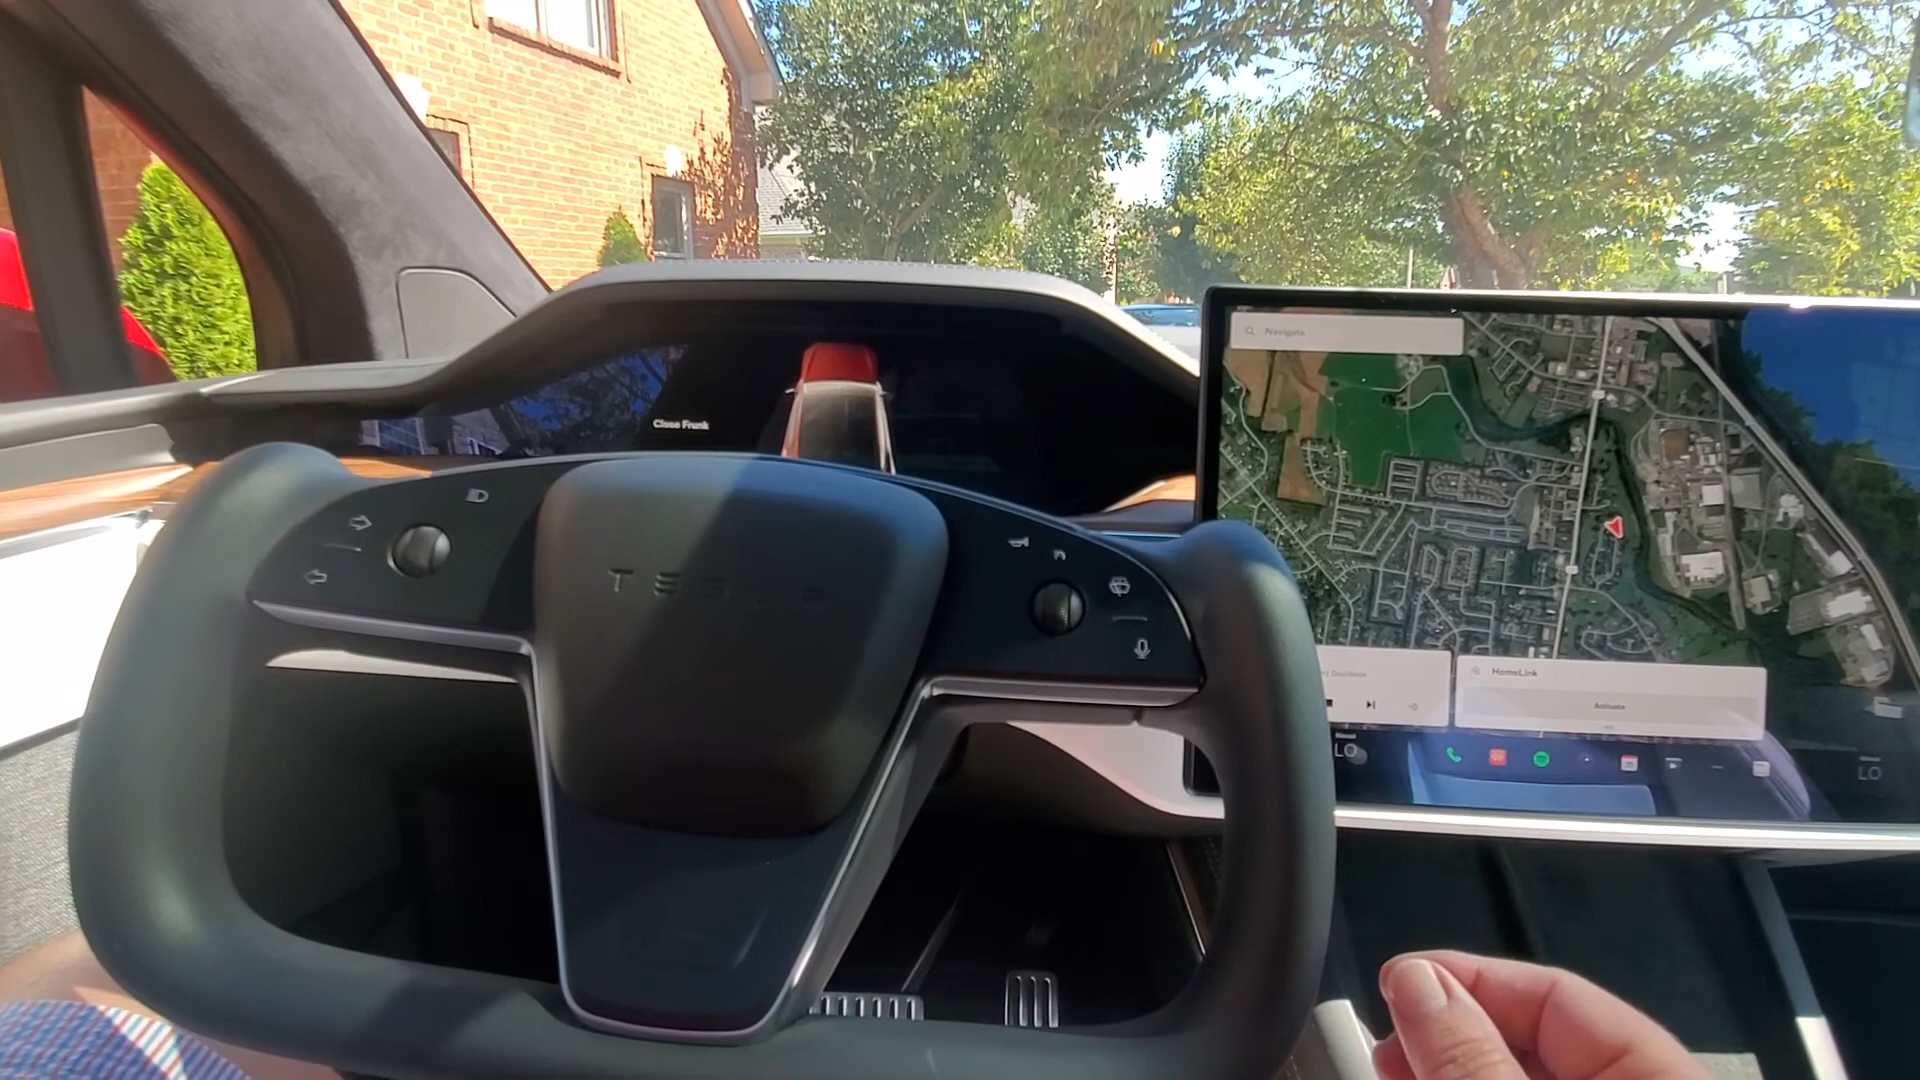 Close Frunk
TESLA
Navigate
HomeLink
Activate
LO
LO